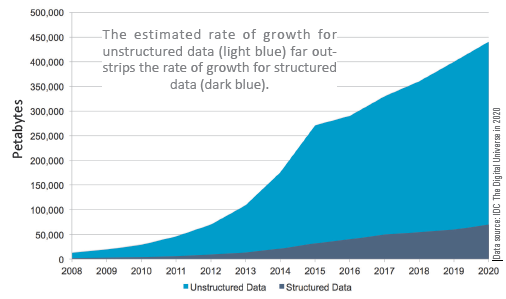 500,000
450,000
400,000
350,000
300,000
250,000
200,000
150,000
100,000
50,000
0
Petabytes
The estimated rate of growth for
unstructured data (light blue) far out-
strips the rate of growth for structured
data (dark blue).
2008 2009 2010 2011 2012 2013 2014 2015 2016 2017 2018 2019 2020
Unstructured Data Structured Data
Data source: IDC The Digital Universe in 2020